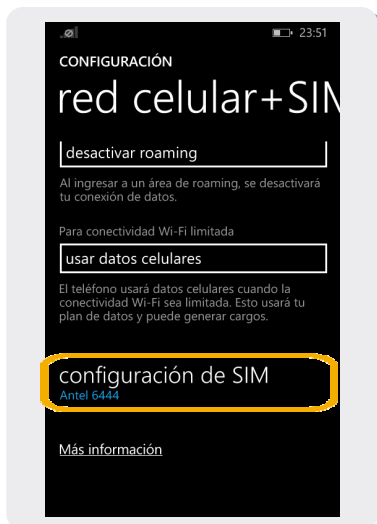 23:51
CONFIGURACIÓN
red celular+SIM
desactivar roaming
Al ingresar a un área de roaming, se desactivará
tu conexión de datos.
Para conectividad Wi-Fi limitada
usar datos celulares
El teléfono usará datos celulares cuando la
conectividad Wi-Fi sea limitada. Esto usará tu
plan de datos y puede generar cargos.
configuración de SIM
Antel 6444
Más información